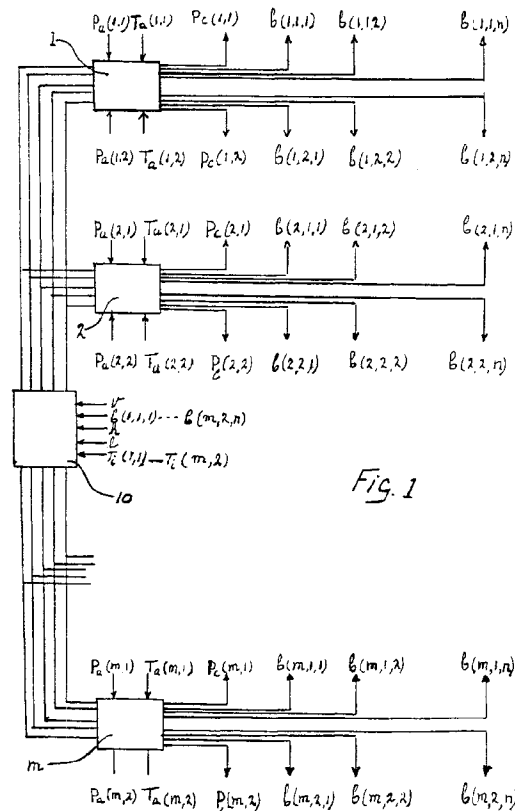 Pa(1,1) Ta(1,1) Pc(1,1) b(1,1,1) b(1,1,2) b(1,1,n)
1
Pa(1,2) Ta(1,2) Pc(1,2) b(1,2,1) b(1,2,2) b(1,2,n)
Pa(2,1) Ta(2,1) Pc(2,1) b(2,1,1) b(2,1,2) b(2,1,n)
2
Pa(2,2) Ta(2,2) Pc(2,2) b(2,2,1) b(2,2,2) b(2,2,n)
v
b(1,1,1)---b(m,2,n)
h
l
Ti(1,1)—Ti(m,2)
10
Fig. 1
Pa(m,1) Ta(m,1) Pc(m,1) b(m,1,1) b(m,1,2) b(m,1,n)
m
Pa(m,2) Ta(m,2) Pc(m,2) b(m,2,1) b(m,2,2) b(m,2,n)